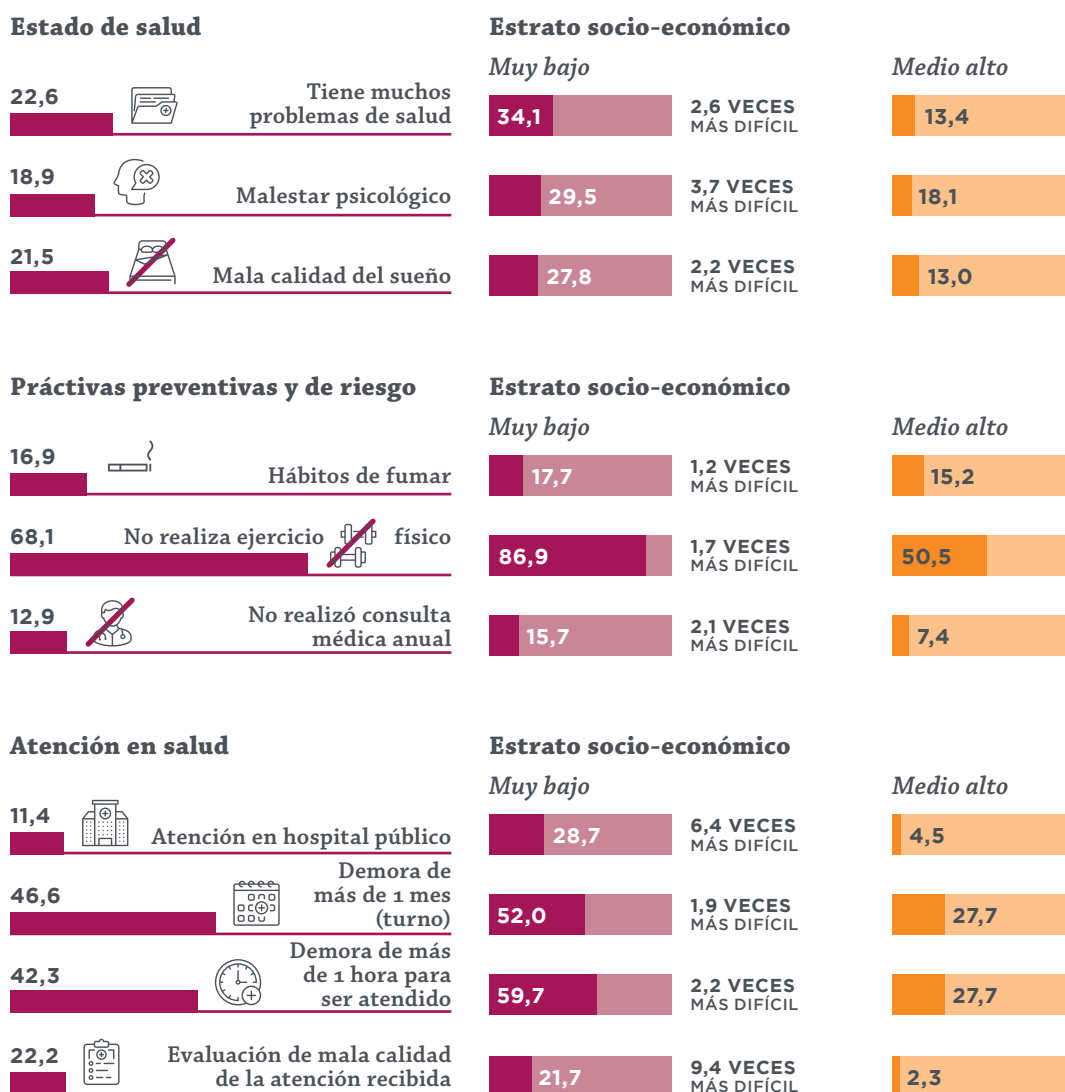 Estado de salud
Estrato socio-económico
Muy bajo
Medio alto
22,6
Tiene muchos
problemas de salud
34,1
2,6 VECES
MÁS DIFÍCIL
13,4
18,9
Malestar psicológico
29,5
3,7 VECES
MÁS DIFÍCIL
18,1
21,5
Mala calidad del sueño
27,8
2,2 VECES
MÁS DIFÍCIL
13,0
Práctivas preventivas y de riesgo
Estrato socio-económico
Muy bajo
Medio alto
16,9
Hábitos de fumar
17,7
1,2 VECES
MÁS DIFÍCIL
15,2
68,1
No realiza ejercicio físico
86,9
1,7 VECES
MÁS DIFÍCIL
50,5
12,9
No realizó consulta
médica anual
15,7
2,1 VECES
MÁS DIFÍCIL
7,4
Atención en salud
Estrato socio-económico
Muy bajo
Medio alto
11,4
Atención en hospital público
28,7
6,4 VECES
MÁS DIFÍCIL
4,5
46,6
Demora de
más de 1 mes
(turno)
52,0
1,9 VECES
MÁS DIFÍCIL
27,7
42,3
Demora de más
de 1 hora para
ser atendido
59,7
2,2 VECES
MÁS DIFÍCIL
27,7
22,2
Evaluación de mala calidad
de la atención recibida
21,7
9,4 VECES
MÁS DIFÍCIL
2,3